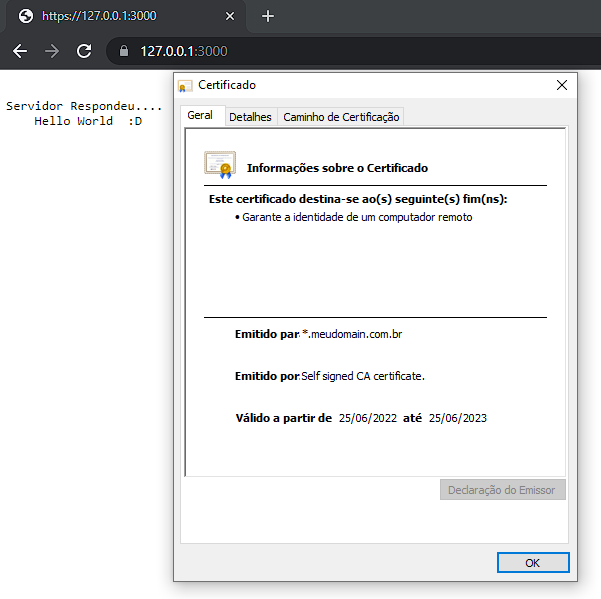 https://127.0.0.1:3000
127.0.0.1:3000
Servidor Respondeu....
Hello World :D
Certificado
Geral Detalhes Caminho de Certificação
Informações sobre o Certificado
Este certificado destina-se ao(s) seguinte(s) fim(ns):
• Garante a identidade de um computador remoto
Emitido par *.meudomain.com.br
Emitido por Self signed CA certificate.
Válido a partir de 25/06/2022 até 25/06/2023
Declaração do Emissor
OK